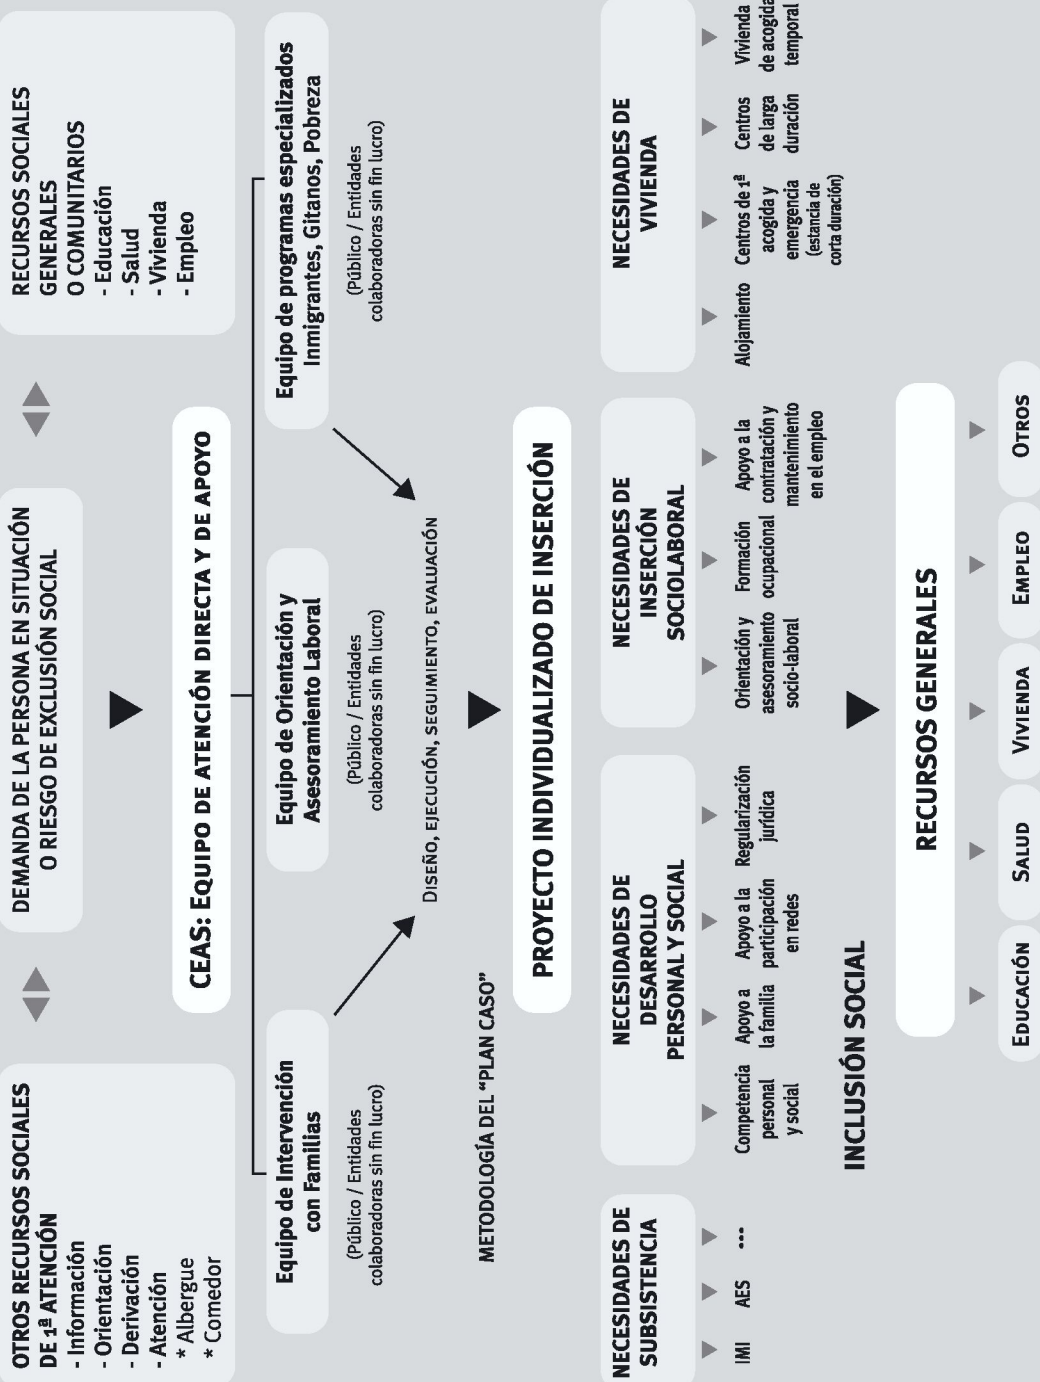 OTROS RECURSOS SOCIALES
DE 1ª ATENCIÓN
- Información
- Orientación
- Derivación
- Atención
* Albergue
* Comedor
DEMANDA DE LA PERSONA EN SITUACIÓN
O RIESGO DE EXCLUSIÓN SOCIAL
RECURSOS SOCIALES
GENERALES
O COMUNITARIOS
- Educación
- Salud
- Vivienda
- Empleo
CEAS: EQUIPO DE ATENCIÓN DIRECTA Y DE APOYO
Equipo de Intervención
con Familias
(Público / Entidades
colaboradoras sin fin lucro)
Equipo de Orientación y
Asesoramiento Laboral
(Público / Entidades
colaboradoras sin fin lucro)
Equipo de programas especializados
Inmigrantes, Gitanos, Pobreza
(Público / Entidades
colaboradoras sin fin lucro)
DISEÑO, EJECUCIÓN, SEGUIMIENTO, EVALUACIÓN
METODOLOGÍA DEL “PLAN CASO”
PROYECTO INDIVIDUALIZADO DE INSERCIÓN
NECESIDADES DE
SUBSISTENCIA
IMI
AES
...
NECESIDADES DE
DESARROLLO
PERSONAL Y SOCIAL
Competencia
personal
y social
Apoyo a
la familia
Apoyo a la
participación
en redes
Regularización
jurídica
NECESIDADES DE
INSERCIÓN
SOCIOLABORAL
Orientación y
asesoramiento
socio-laboral
Formación
ocupacional
Apoyo a la
contratación y
mantenimiento
en el empleo
NECESIDADES DE
VIVIENDA
Alojamiento
Centros de 1ª
acogida y
emergencia
(estancia de
corta duración)
Centros
de larga
duración
Vivienda
de acogida
temporal
INCLUSIÓN SOCIAL
RECURSOS GENERALES
EDUCACIÓN
SALUD
VIVIENDA
EMPLEO
OTROS